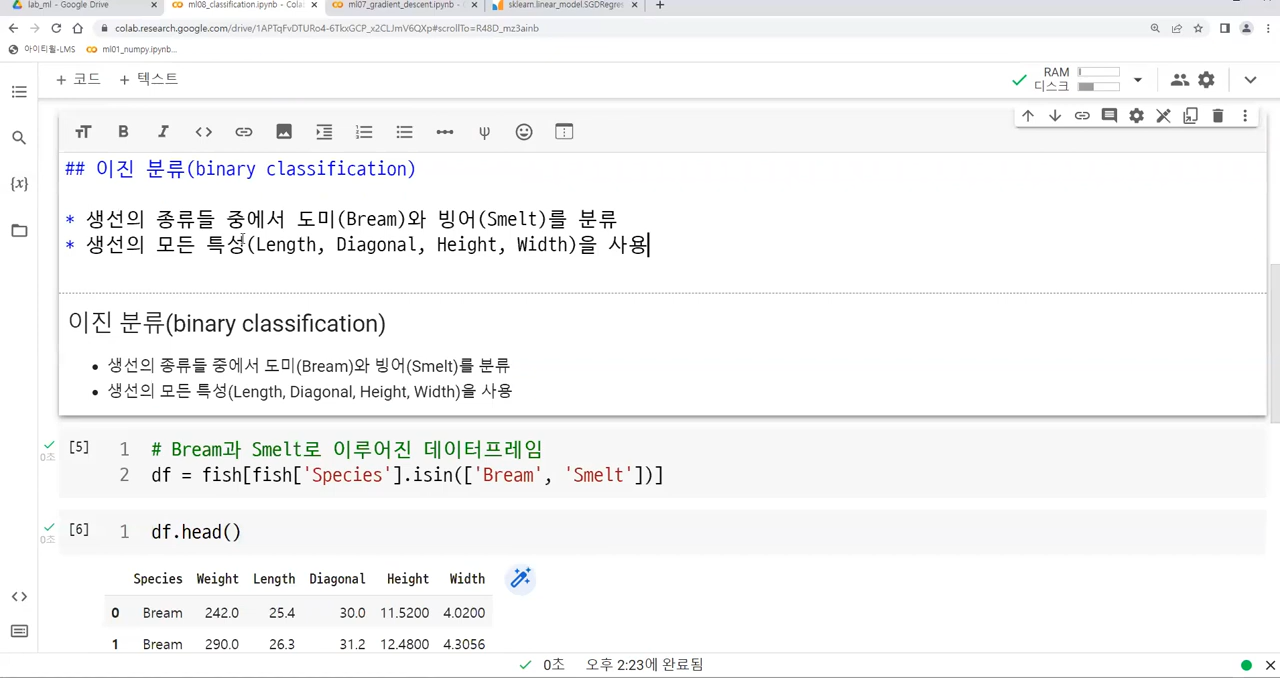 lab_ml - Google Drive
ml08_classification.ipynb - Cola
ml07_gradient_descent.ipynb - C
sklearn.linear_model.SGDRegres
colab.research.google.com/drive/1APTqFvDTURo4-6TkxGCP_x2CLJmV6QXp#scrollTo=R48D_mz3ainb
아이티윌-LMS
ml01_numpy.ipynb...
+ 코드 + 텍스트
RAM
디스크
## 이진 분류(binary classification)
* 생선의 종류들 중에서 도미(Bream)와 빙어(Smelt)를 분류
* 생선의 모든 특성(Length, Diagonal, Height, Width)을 사용
이진 분류(binary classification)
• 생선의 종류들 중에서 도미(Bream)와 빙어(Smelt)를 분류
• 생선의 모든 특성(Length, Diagonal, Height, Width)을 사용
[5] 1 # Bream과 Smelt로 이루어진 데이터프레임
0초 2 df = fish[fish['Species'].isin(['Bream', 'Smelt'])]
[6] 1 df.head()
0초
Species Weight Length Diagonal Height Width
0 Bream 242.0 25.4 30.0 11.5200 4.0200
1 Bream 290.0 26.3 31.2 12.4800 4.3056
0초 오후 2:23에 완료됨